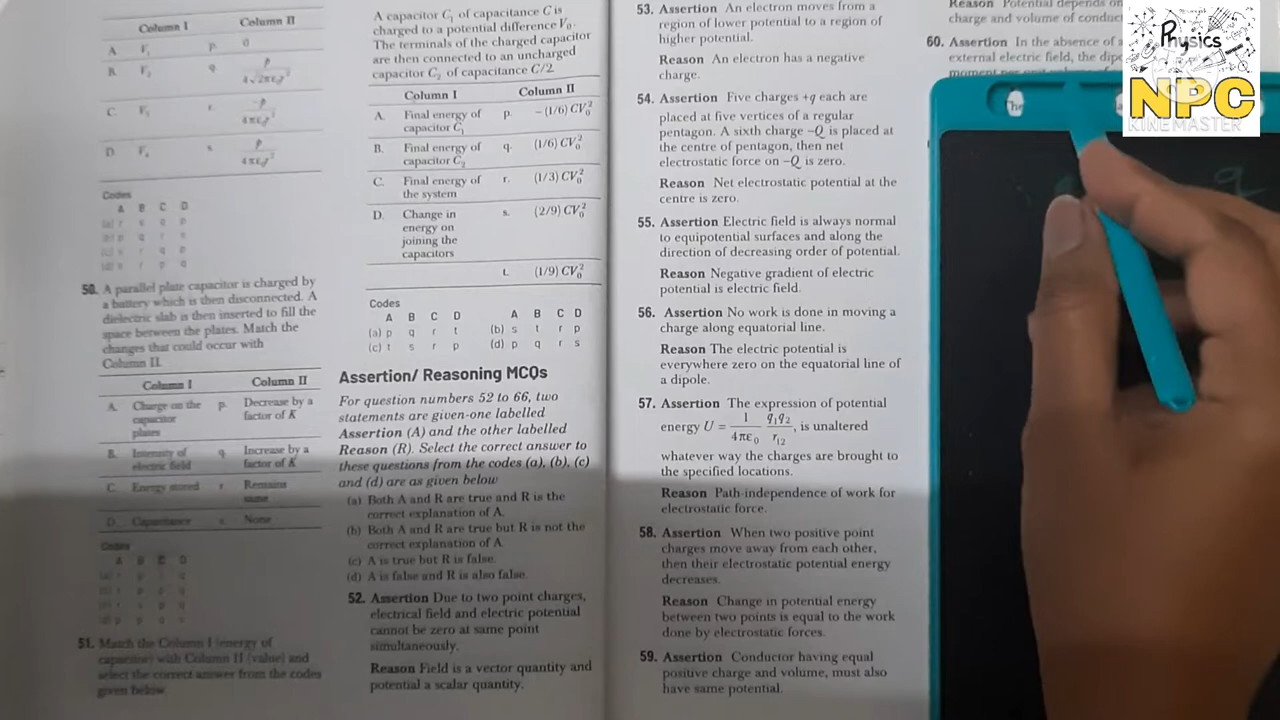 Column I Column II
A. F₁ p. 0
B. F₂ q. p / 4√2πε₀r³
C. r. -p / 4πε₀r³
D. s. p / 4πε₀r³
Codes
A B C D
50. A parallel plate capacitor is charged by
a battery which is then disconnected. A
dielectric slab is then inserted to fill the
space between the plates. Match the
changes that could occur with
Column II.
Column I Column II
A. Charge on the capacitor plates p. Decrease by a factor of K
B. Intensity of electric field q. Increase by a factor of K
C. Energy stored r. Remains same
D. Capacitance s. None
Codes
A B C D
51. Match the Column I (energy of
capacitor) with Column II (value) and
select the correct answer from the codes
given below
A capacitor C₁ of capacitance C is
charged to a potential difference V₀.
The terminals of the charged capacitor
are then connected to an uncharged
capacitor C₂ of capacitance C/2.
Column I Column II
A. Final energy of capacitor C₁ p. – (1/6) CV₀²
B. Final energy of capacitor C₂ q. (1/6) CV₀²
C. Final energy of the system r. (1/3) CV₀²
D. Change in energy on joining the capacitors s. (2/9) CV₀²
t. (1/9) CV₀²
Codes
A B C D A B C D
(a) p q r t (b) s t r p
(c) t s r p (d) p q r s
Assertion/ Reasoning MCQs
For question numbers 52 to 66, two
statements are given-one labelled
Assertion (A) and the other labelled
Reason (R). Select the correct answer to
these questions from the codes (a), (b), (c)
and (d) are as given below
(a) Both A and R are true and R is the
correct explanation of A.
(b) Both A and R are true but R is not the
correct explanation of A.
(c) A is true but R is false.
(d) A is false and R is also false.
52. Assertion Due to two point charges,
electrical field and electric potential
cannot be zero at same point
simultaneously.
Reason Field is a vector quantity and
potential a scalar quantity.
53. Assertion An electron moves from a
region of lower potential to a region of
higher potential.
Reason An electron has a negative
charge.
54. Assertion Five charges +q each are
placed at five vertices of a regular
pentagon. A sixth charge –Q is placed at
the centre of pentagon, then net
electrostatic force on –Q is zero.
Reason Net electrostatic potential at the
centre is zero.
55. Assertion Electric field is always normal
to equipotential surfaces and along the
direction of decreasing order of potential.
Reason Negative gradient of electric
potential is electric field.
56. Assertion No work is done in moving a
charge along equatorial line.
Reason The electric potential is
everywhere zero on the equatorial line of
a dipole.
57. Assertion The expression of potential
energy U = 1/4πε₀ q₁q₂/r₁₂, is unaltered
whatever way the charges are brought to
the specified locations.
Reason Path independence of work for
electrostatic force.
58. Assertion When two positive point
charges move away from each other,
then their electrostatic potential energy
decreases.
Reason Change in potential energy
between two points is equal to the work
done by electrostatic forces.
59. Assertion Conductor having equal
positive charge and volume, must also
have same potential.
Reason Potential depends on
charge and volume of conduc
60. Assertion In the absence of
external electric field, the dipo
moment per unit volume
The
q
Physics
NPC
KINEMASTER